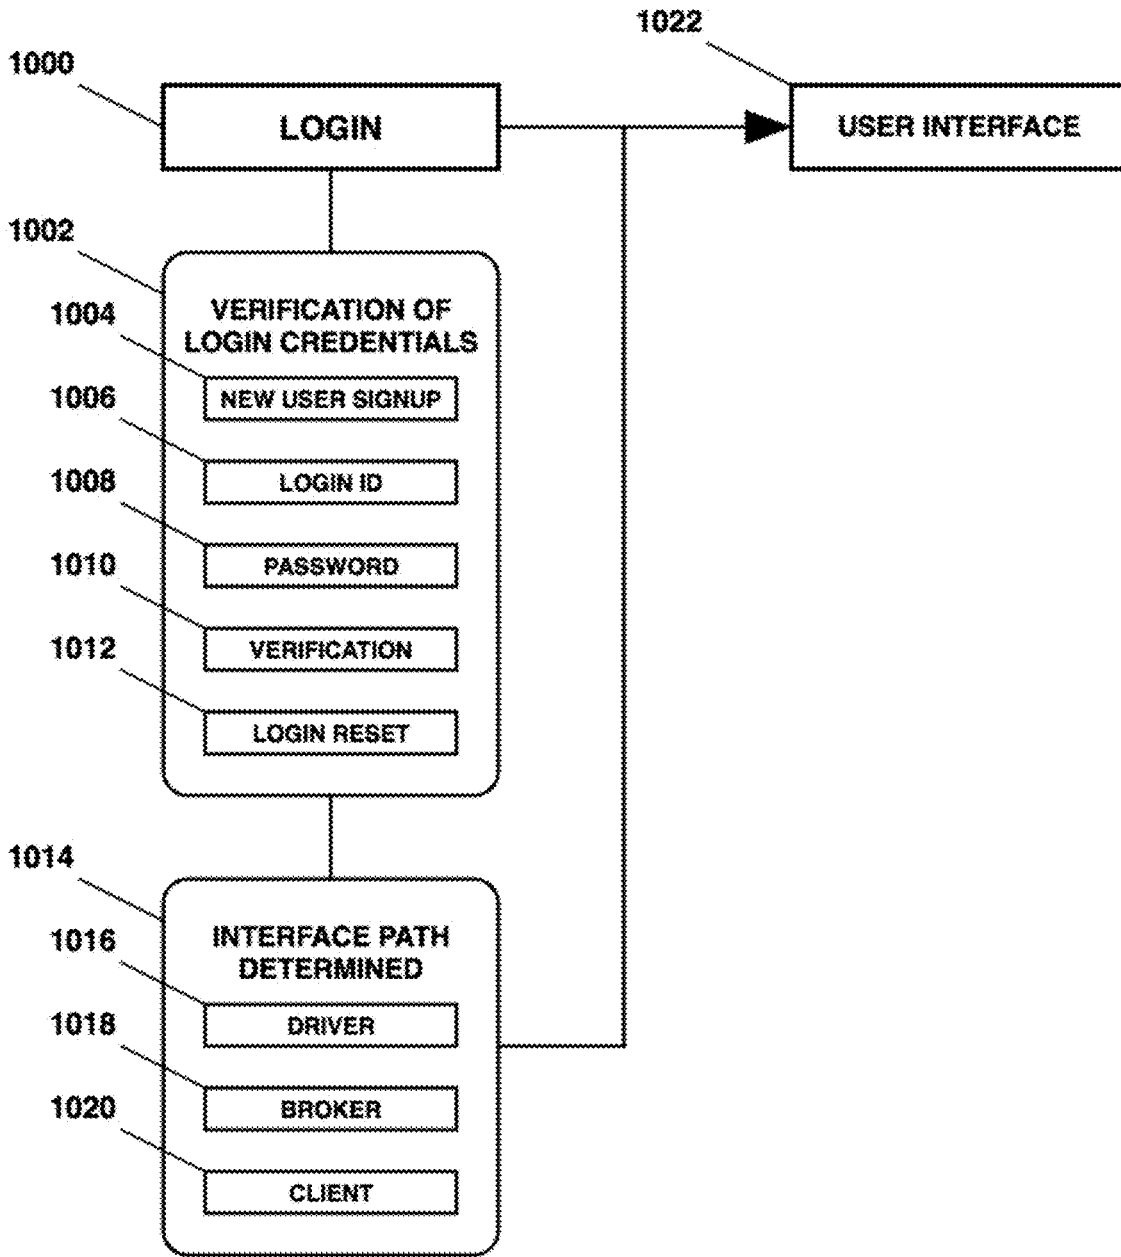 1022
1000
LOGIN
USER INTERFACE
1002
VERIFICATION OF
LOGIN CREDENTIALS
1004
NEW USER SIGNUP
1006
LOGIN ID
1008
PASSWORD
1010
VERIFICATION
1012
LOGIN RESET
1014
INTERFACE PATH
DETERMINED
1016
DRIVER
1018
BROKER
1020
CLIENT